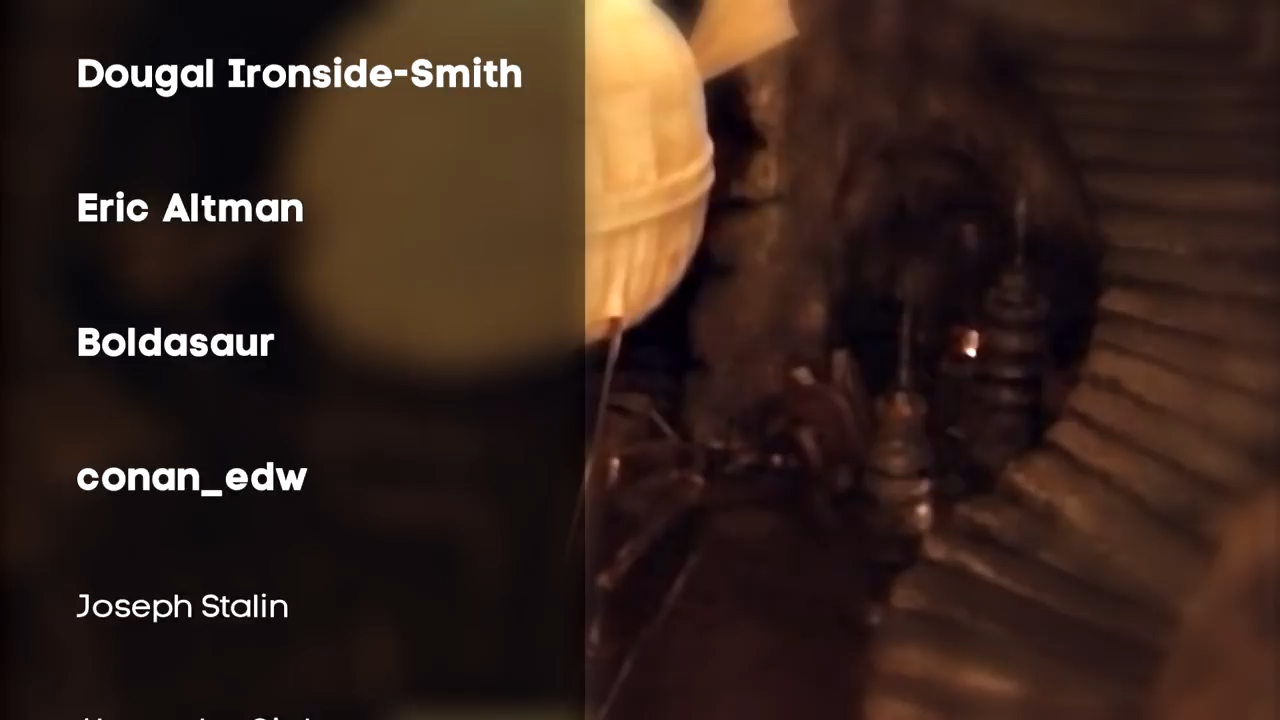 Dougal Ironside-Smith
Eric Altman
Boldasaur
conan_edw
Joseph Stalin